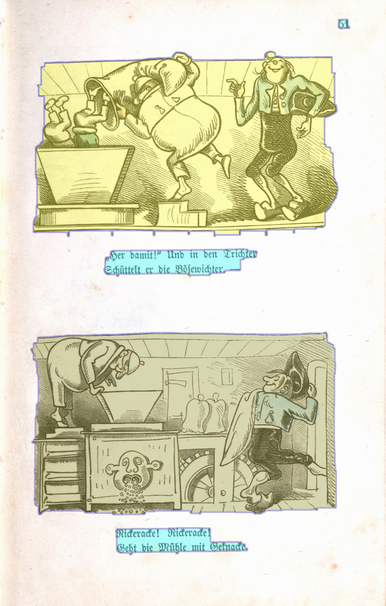 51
„Her damit!“ Und in den Trichter
Schüttelt er die Bösewichter.
Rickeracke! Rickeracke!
Geht die Mühle mit Geknacke.